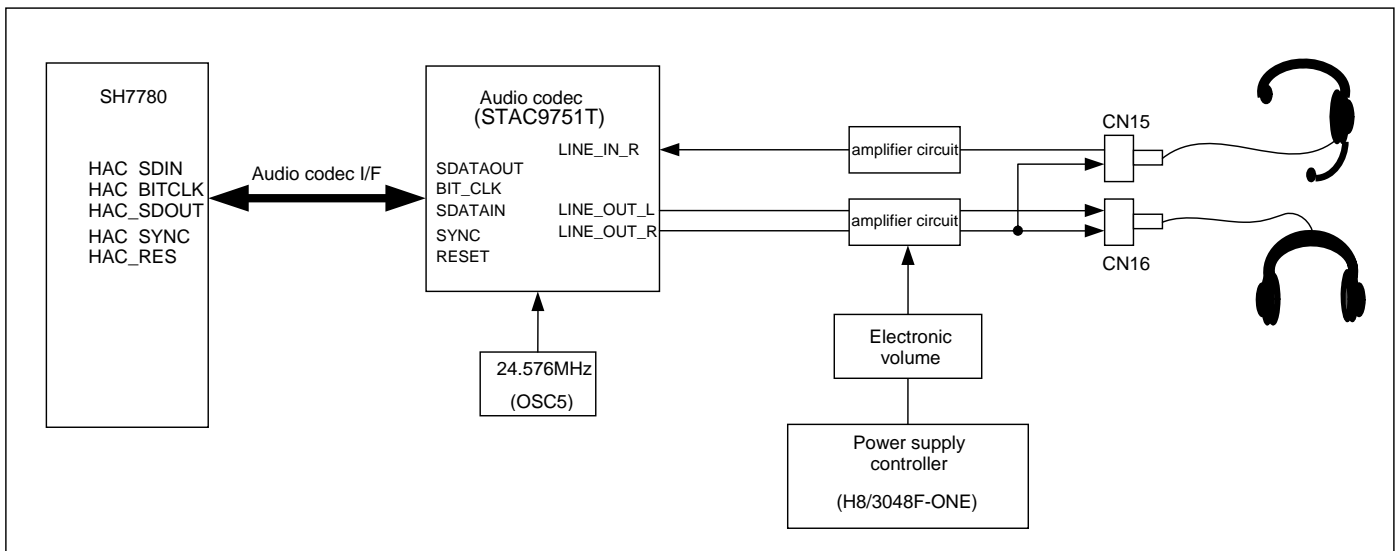 SH7780
HAC_SDIN
HAC_BITCLK
HAC_SDOUT
HAC_SYNC
HAC_RES
Audio codec I/F
Audio codec
(STAC9751T)
LINE_IN_R
SDATAOUT
BIT_CLK
SDATAIN
SYNC
RESET
LINE_OUT_L
LINE_OUT_R
24.576MHz
(OSC5)
amplifier circuit
amplifier circuit
Electronic
volume
Power supply
controller
(H8/3048F-ONE)
CN15
CN16